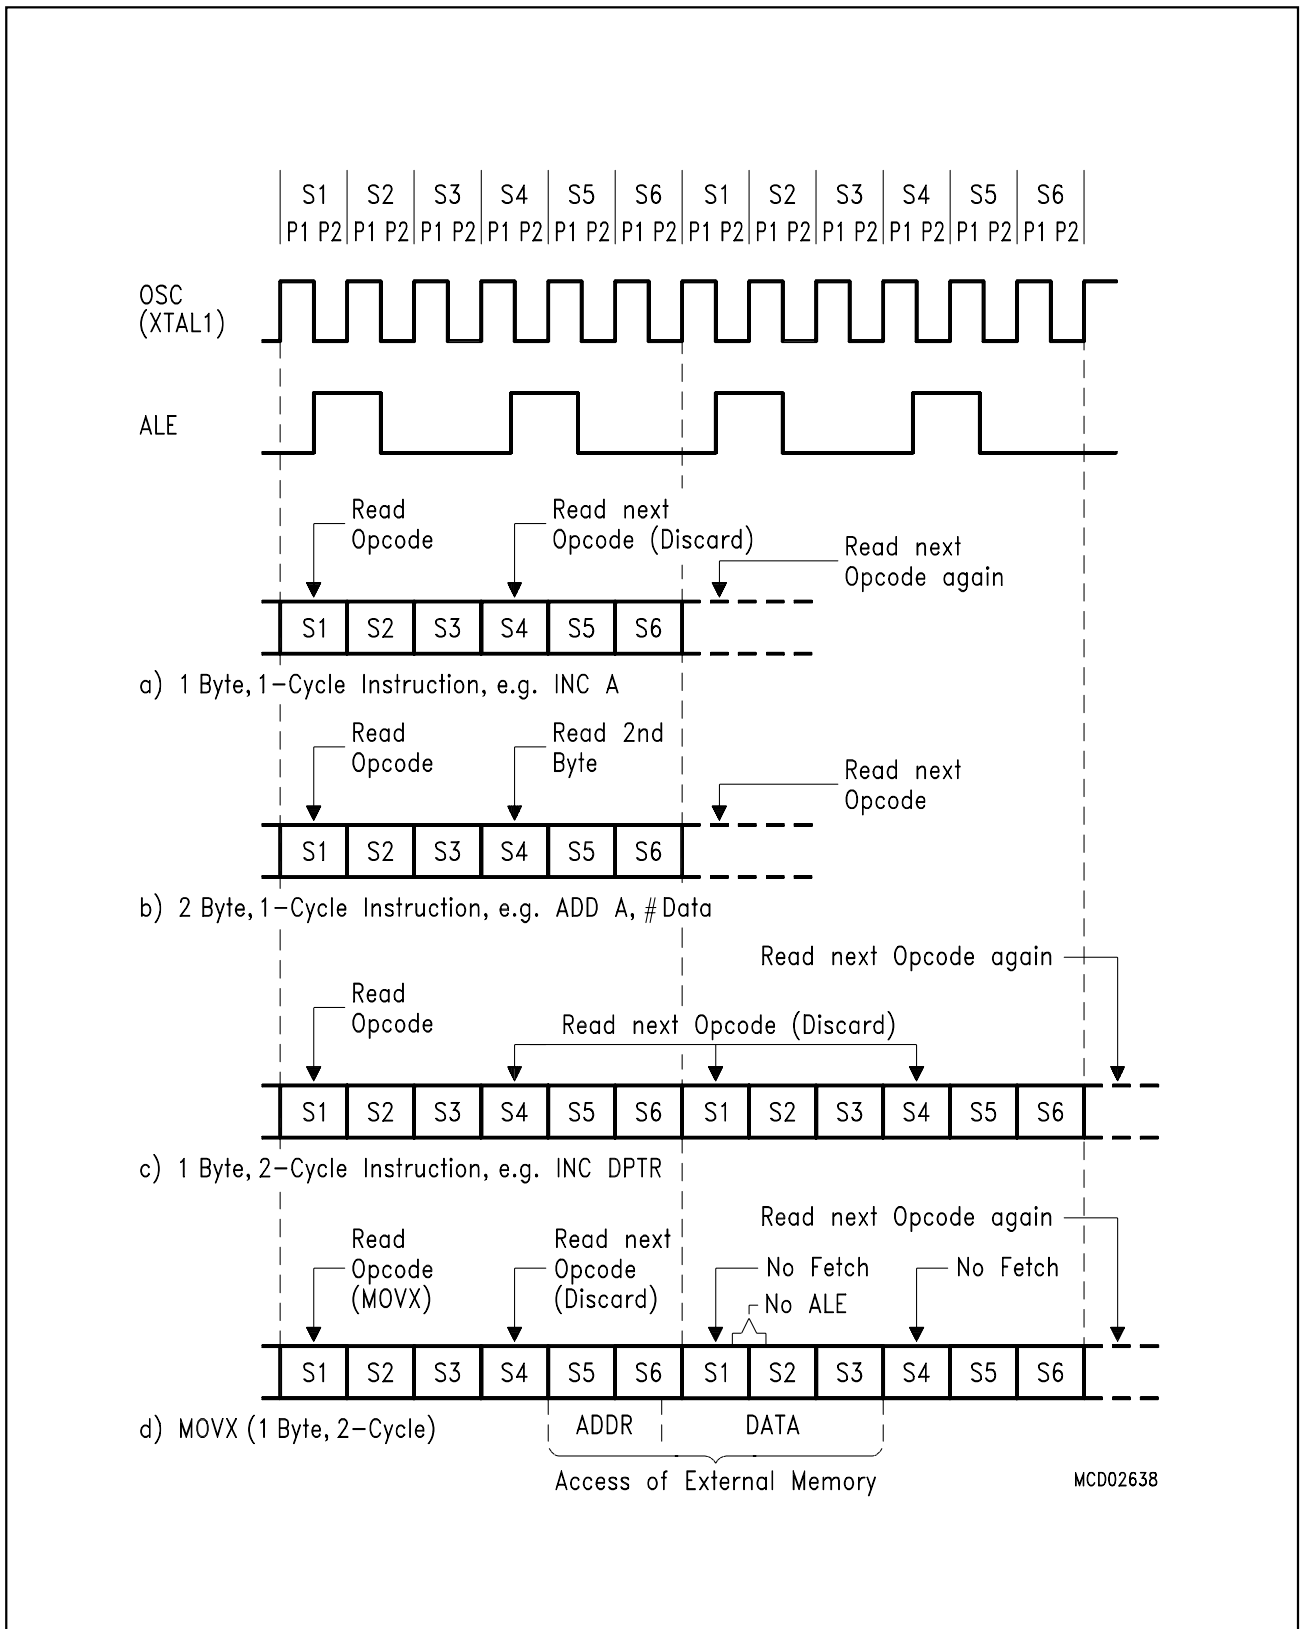 S1 S2 S3 S4 S5 S6 S1 S2 S3 S4 S5 S6
P1 P2 P1 P2 P1 P2 P1 P2 P1 P2 P1 P2 P1 P2 P1 P2 P1 P2 P1 P2 P1 P2 P1 P2
OSC
(XTAL1)
ALE
Read
Opcode
Read next
Opcode (Discard)
Read next
Opcode again
S1 S2 S3 S4 S5 S6
a) 1 Byte, 1-Cycle Instruction, e.g. INC A
Read
Opcode
Read 2nd
Byte
Read next
Opcode
S1 S2 S3 S4 S5 S6
b) 2 Byte, 1-Cycle Instruction, e.g. ADD A, #Data
Read next Opcode again
Read
Opcode
Read next Opcode (Discard)
S1 S2 S3 S4 S5 S6 S1 S2 S3 S4 S5 S6
c) 1 Byte, 2-Cycle Instruction, e.g. INC DPTR
Read next Opcode again
Read
Opcode
(MOVX)
Read next
Opcode
(Discard)
No Fetch
No ALE
No Fetch
S1 S2 S3 S4 S5 S6 S1 S2 S3 S4 S5 S6
d) MOVX (1 Byte, 2-Cycle)
ADDR DATA
Access of External Memory
MCD02638